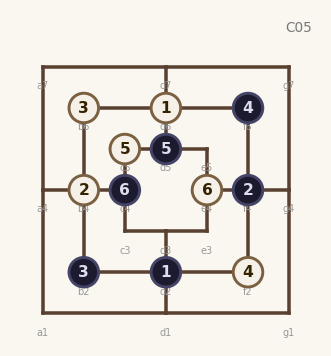 C05
a7 d7 g7
3 1 4
b6 d6 f6
5 5
c5 d5 e5
2 6 6 2
a4 b4 c4 e4 f4 g4
c3 d3 e3
3 1 4
b2 d2 f2
a1 d1 g1